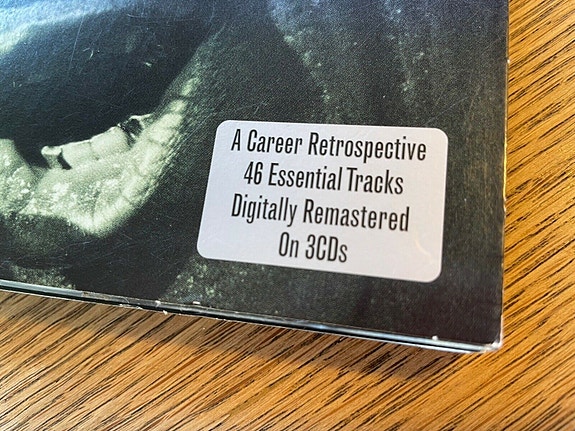 A Career Retrospective
46 Essential Tracks
Digitally Remastered
On 3CDs